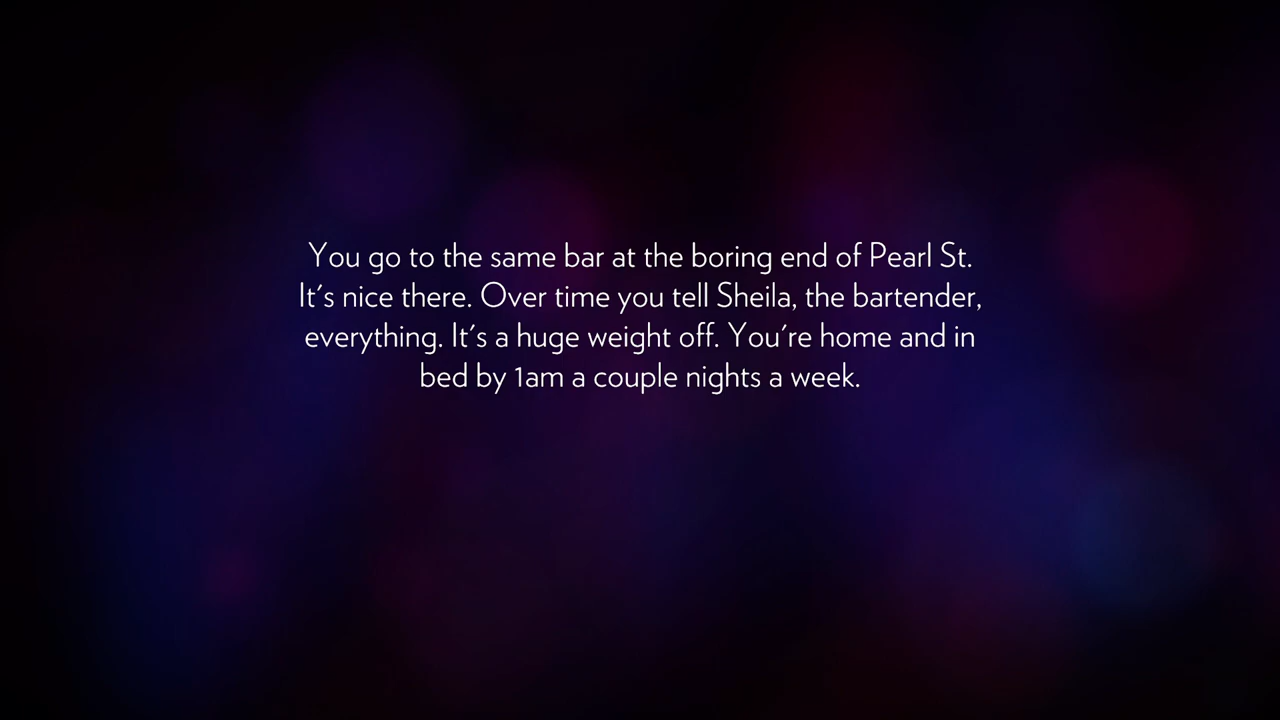 You go to the same bar at the boring end of Pearl St.
It's nice there. Over time you tell Sheila, the bartender,
everything. It's a huge weight off. You're home and in
bed by 1am a couple nights a week.